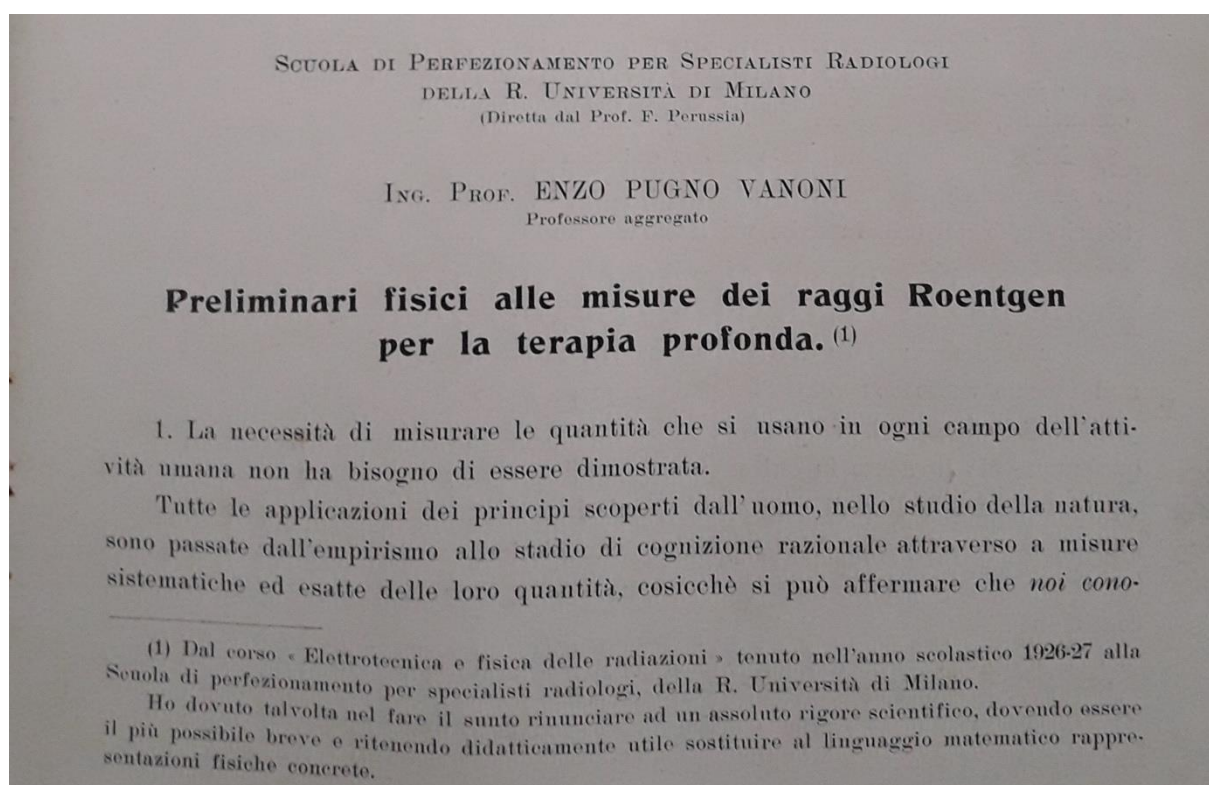 SCUOLA DI PERFEZIONAMENTO PER SPECIALISTI RADIOLOGI
DELLA R. UNIVERSITÀ DI MILANO
(Diretta dal Prof. F. Perussia)
ING. PROF. ENZO PUGNO VANONI
Professore aggregato
Preliminari fisici alle misure dei raggi Roentgen
per la terapia profonda. (1)
1. La necessità di misurare le quantità che si usano in ogni campo dell'atti-
vità umana non ha bisogno di essere dimostrata.
Tutte le applicazioni dei principi scoperti dall'uomo, nello studio della natura,
sono passate dall'empirismo allo stadio di cognizione razionale attraverso a misure
sistematiche ed esatte delle loro quantità, cosicchè si può affermare che noi cono-
(1) Dal corso « Elettrotecnica e fisica delle radiazioni » tenuto nell'anno scolastico 1926-27 alla
Scuola di perfezionamento per specialisti radiologi, della R. Università di Milano.
Ho dovuto talvolta nel fare il sunto rinunciare ad un assoluto rigore scientifico, dovendo essere
il più possibile breve e ritenendo didatticamente utile sostituire al linguaggio matematico rappre-
sentazioni fisiche concrete.